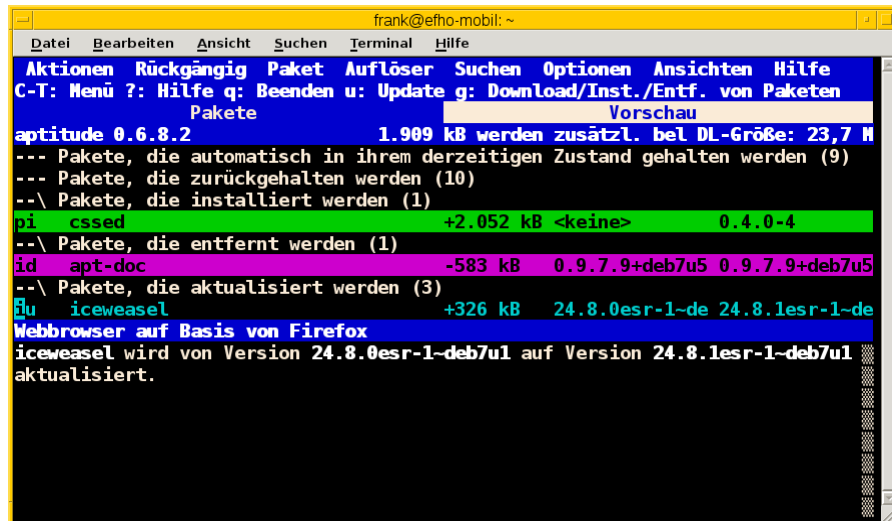 frank@efho-mobil: ~
Datei Bearbeiten Ansicht Suchen Terminal Hilfe
Aktionen Rückgängig Paket Auflöser Suchen Optionen Ansichten Hilfe
C-T: Menü ?: Hilfe q: Beenden u: Update g: Download/Inst./Entf. von Paketen
Pakete Vorschau
aptitude 0.6.8.2 1.909 kB werden zusätzl. bel DL-Größe: 23,7 M
--- Pakete, die automatisch in ihrem derzeitigen Zustand gehalten werden (9)
--- Pakete, die zurückgehalten werden (10)
--\ Pakete, die installiert werden (1)
pi cssed +2.052 kB <keine> 0.4.0-4
--\ Pakete, die entfernt werden (1)
id apt-doc -583 kB 0.9.7.9+deb7u5 0.9.7.9+deb7u5
--\ Pakete, die aktualisiert werden (3)
iu iceweasel +326 kB 24.8.0esr-1~de 24.8.1esr-1~de
Webbrowser auf Basis von Firefox
iceweasel wird von Version 24.8.0esr-1~deb7u1 auf Version 24.8.1esr-1~deb7u1
aktualisiert.